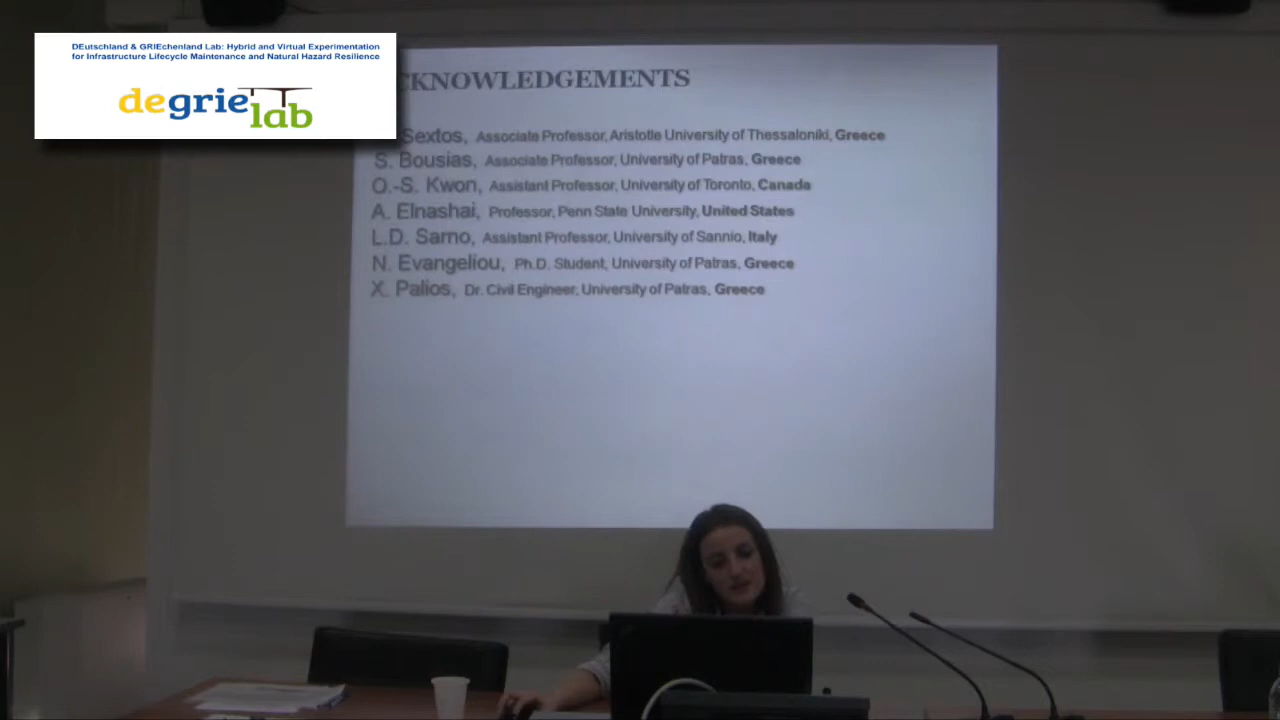 DEutschland & GRIEchenland Lab: Hybrid and Virtual Experimentation
for Infrastructure Lifecycle Maintenance and Natural Hazard Resilience
degrie lab
CKNOWLEDGEMENTS
Sextos, Associate Professor, Aristotle University of Thessaloniki, Greece
S. Bousias, Associate Professor, University of Patras, Greece
O.-S. Kwon, Assistant Professor, University of Toronto, Canada
A. Elnashai, Professor, Penn State University, United States
L.D. Sarno, Assistant Professor, University of Sannio, Italy
N. Evangeliou, Ph.D. Student, University of Patras, Greece
X. Palios, Dr. Civil Engineer, University of Patras, Greece